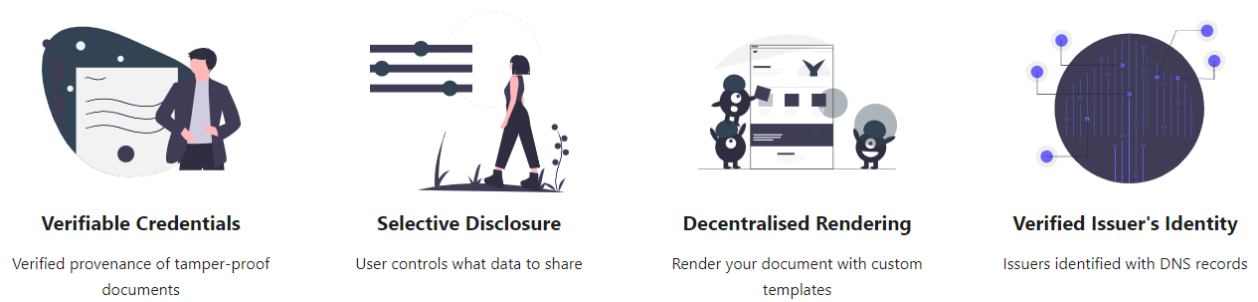 Verifiable Credentials
Verified provenance of tamper-proof
documents
Selective Disclosure
User controls what data to share
Decentralised Rendering
Render your document with custom
templates
Verified Issuer's Identity
Issuers identified with DNS records